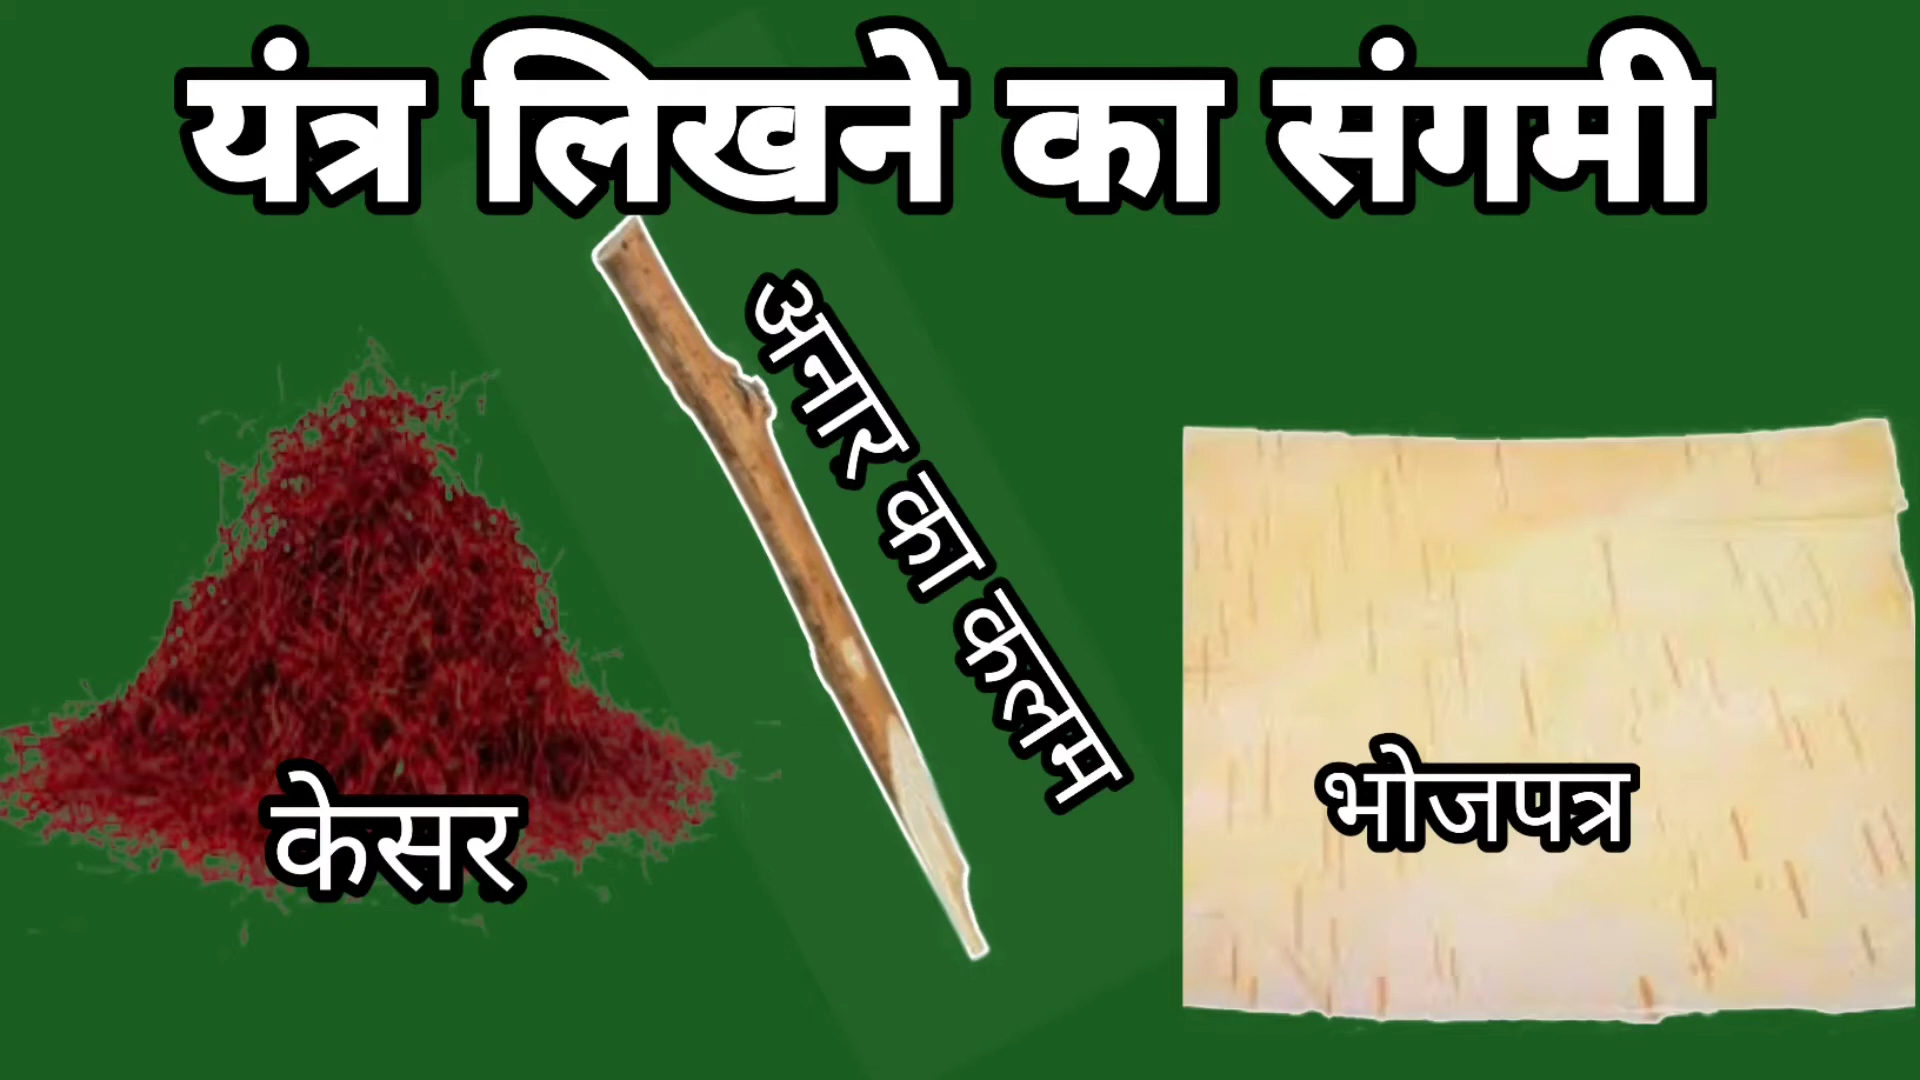 यंत्र लिखने का संगमी
अनार का कलम
केसर
भोजपत्र